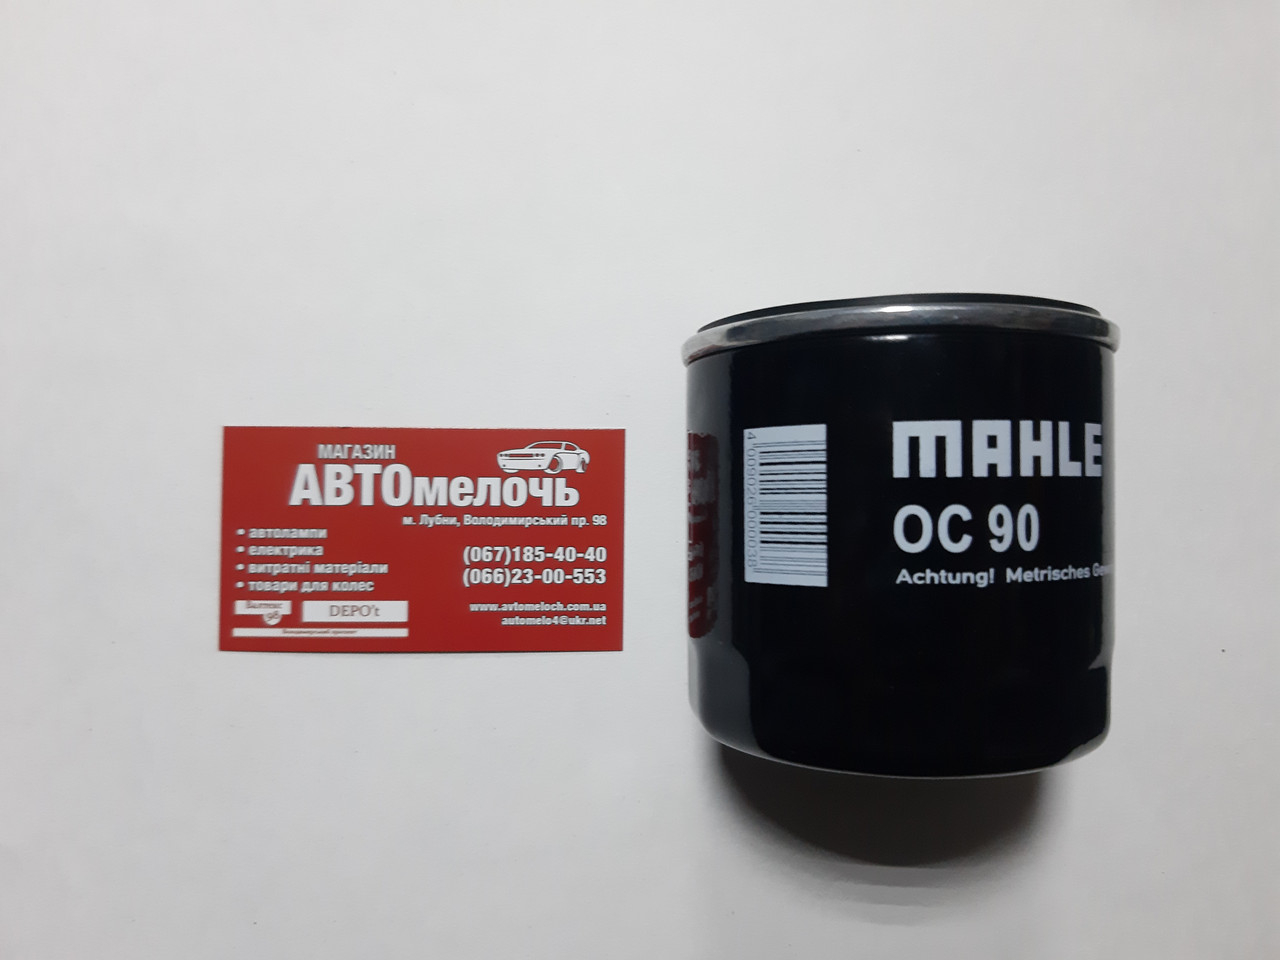 МАГАЗИН
АВТОмелочь
м. Лубни, Володимирський пр. 98
• автолампи
• електрика
• витратні матеріали
• товари для колес
(067)185-40-40
(066)23-00-553
www.avtomeloch.com.ua
automelo4@ukr.net
DEPO't
MAHLE
OC 90
Achtung! Metrisches